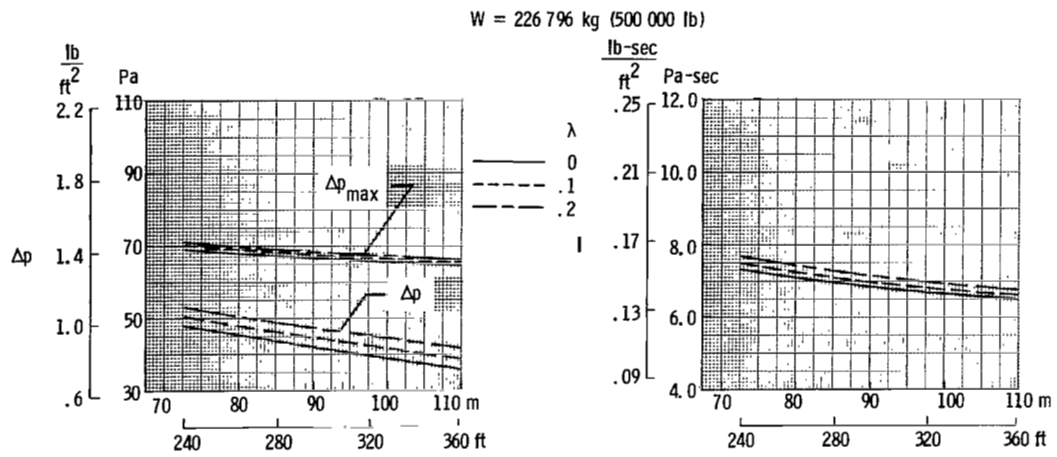 W = 226 796 kg (500 000 lb)
lb
ft2
Pa
2.2
1.8
1.4
1.0
.6
Δp
110
90
70
50
30
Δpmax
Δp
70 80 90 100 110 m
240 280 320 360 ft
λ
0
.1
.2
lb-sec
ft2
Pa-sec
.25
.21
.17
.13
.09
I
12.0
10.0
8.0
6.0
4.0
70 80 90 100 110 m
240 280 320 360 ft